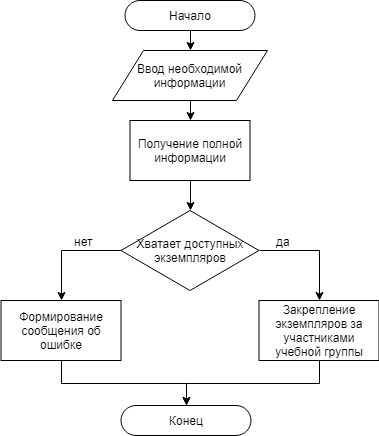 Начало
Ввод необходимой
информации
Получение полной
информации
Хватает доступных
экземпляров
нет
да
Формирование
сообщения об
ошибке
Закрепление
экземпляров за
участниками
учебной группы
Конец